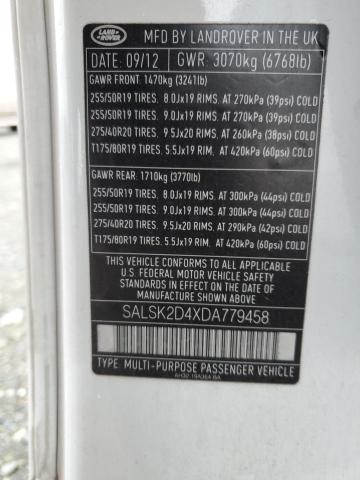 LAND
ROVER
MFD BY LANDROVER IN THE UK
DATE: 09/12 GWR: 3070kg (6768lb)
GAWR FRONT: 1470kg (3241lb)
255/50R19 TIRES. 8.0Jx19 RIMS. AT 270kPa (39psi) COLD
255/50R19 TIRES. 9.0Jx19 RIMS. AT 270kPa (39psi) COLD
275/40R20 TIRES. 9.5Jx20 RIMS. AT 260kPa (38psi) COLD
T175/80R19 TIRES. 5.5Jx19 RIM. AT 420kPa (60psi) COLD
GAWR REAR: 1710kg (3770lb)
255/50R19 TIRES. 8.0Jx19 RIMS. AT 300kPa (44psi) COLD
255/50R19 TIRES. 9.0Jx19 RIMS. AT 300kPa (44psi) COLD
275/40R20 TIRES. 9.5Jx20 RIMS. AT 290kPa (42psi) COLD
T175/80R19 TIRES. 5.5Jx19 RIM. AT 420kPa (60psi) COLD
THIS VEHICLE CONFORMS TO ALL APPLICABLE
U.S. FEDERAL MOTOR VEHICLE SAFETY
STANDARDS IN EFFECT ON THE DATE OF
MANUFACTURE SHOWN ABOVE.
SALSK2D4XDA779458
TYPE: MULTI-PURPOSE PASSENGER VEHICLE
AH32 19A364 BA